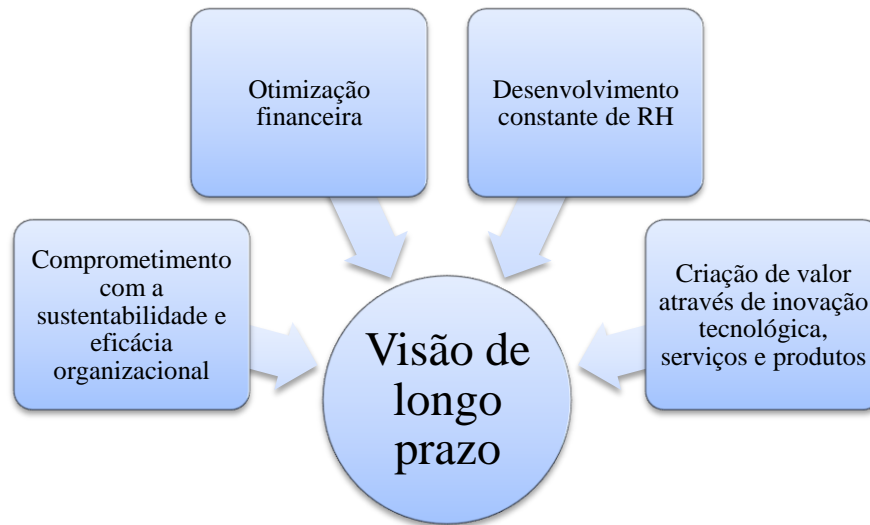 Otimização
financeira
Desenvolvimento
constante de RH
Comprometimento
com a
sustentabilidade e
eficácia
organizacional
Criação de valor
através de inovação
tecnológica,
serviços e produtos
Visão de
longo
prazo